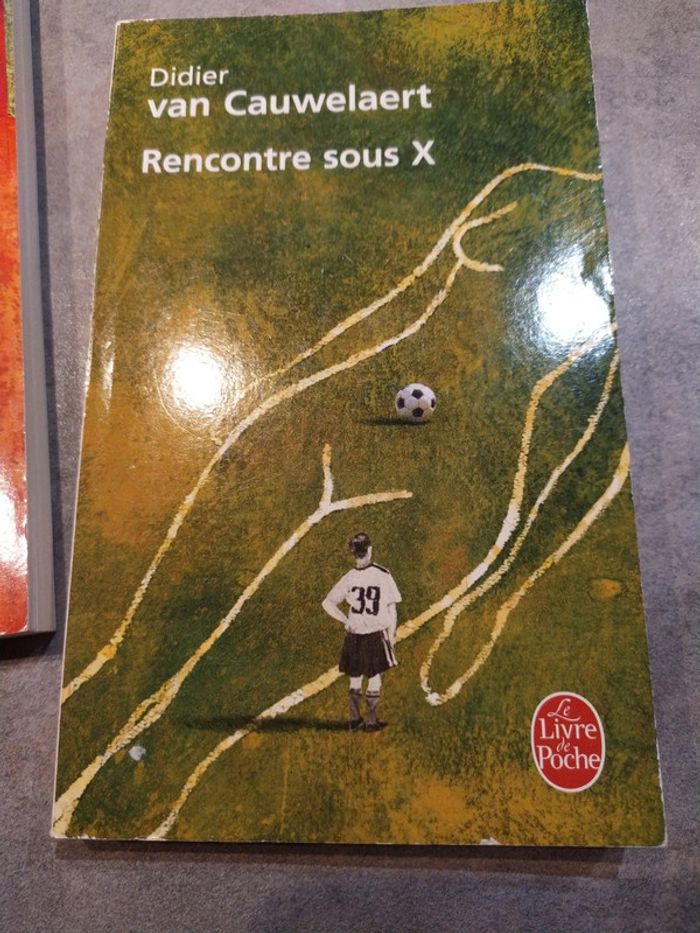 Didier
van Cauwelaert
Rencontre sous X
39
Le
Livre
de
Poche